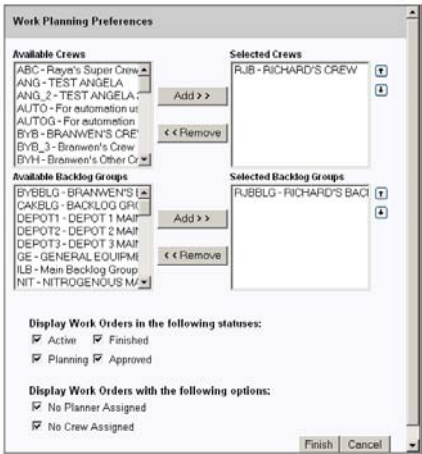 Work Planning Preferences
Available Crews
ABC - Raya's Super Crew
ANG - TEST ANGELA
ANG_2 - TEST ANGELA
AUTO - For automation us
AUTOG - For automation
BYB - BRANWEN'S CRE
BYB_3 - Branwen's Crew
BYH - Branwen's Other Cr
Add >>
<< Remove
Selected Crews
RJB - RICHARD'S CREW
Available Backlog Groups
BYBBLG - BRANWEN'S
CAKBLG - BACKLOG GR
DEPOT1 - DEPOT 1 MAI
DEPOT2 - DEPOT 2 MAI
DEPOT3 - DEPOT 3 MAI
GE - GENERAL EQUIPME
ILB - Main Backlog Group
NIT - NITROGENOUS
Add >>
<< Remove
Selected Backlog Groups
RJBBLG - RICHARD'S BAC
Display Work Orders in the following statuses:
Active Finished
Planning Approved
Display Work Orders with the following options:
No Planner Assigned
No Crew Assigned
Finish Cancel